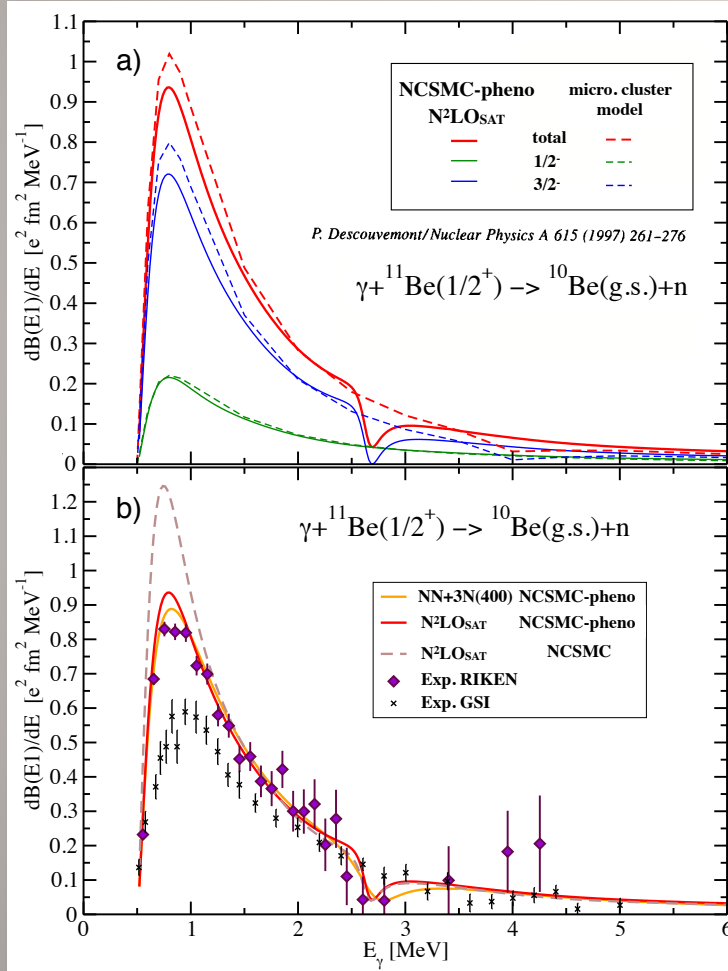 1.1
1
0.9
0.8
0.7
0.6
0.5
0.4
0.3
0.2
0.1
0
dB(E1)/dE [e² fm² MeV⁻¹]
a)
NCSMC-pheno micro. cluster
N²LOSAT model
total
1/2⁻
3/2⁻
P. Descouvemont/Nuclear Physics A 615 (1997) 261–276
γ+¹¹Be(1/2⁺) -> ¹⁰Be(g.s.)+n
b)
γ+¹¹Be(1/2⁺) -> ¹⁰Be(g.s.)+n
1.2
1.1
1
0.9
0.8
0.7
0.6
0.5
0.4
0.3
0.2
0.1
0
dB(E1)/dE [e² fm² MeV⁻¹]
NN+3N(400) NCSMC-pheno
N²LOSAT NCSMC-pheno
N²LOSAT NCSMC
Exp. RIKEN
Exp. GSI
0 1 2 3 4 5 6
Eγ [MeV]